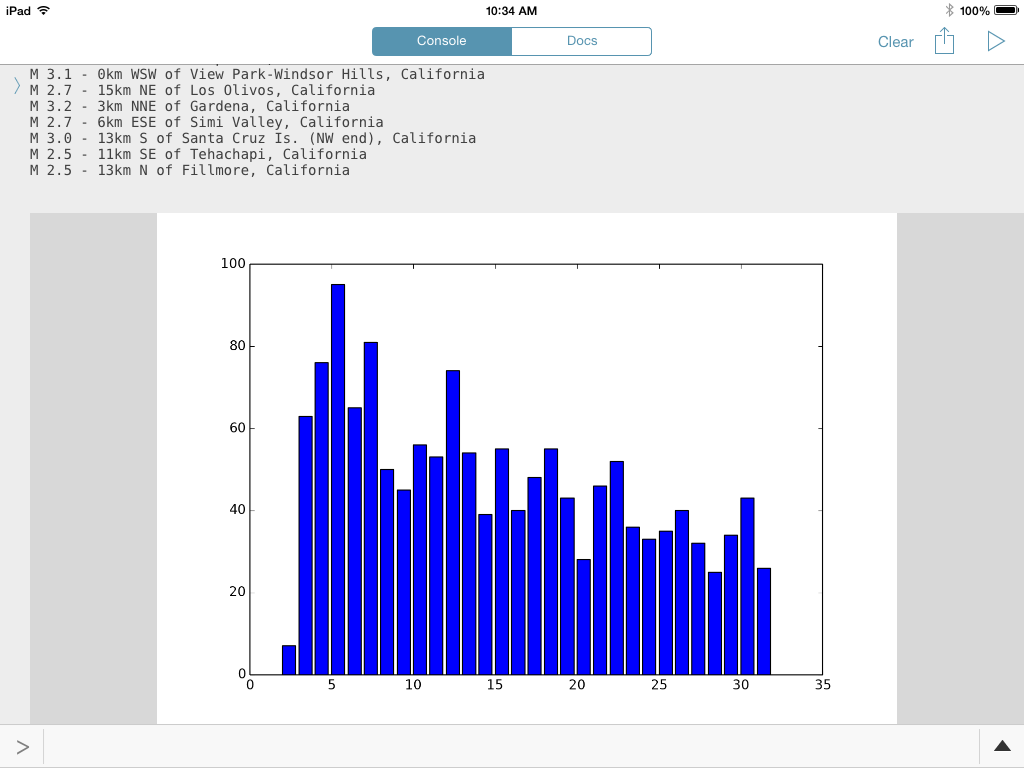 iPad 10:34 AM 100%
Console Docs Clear
M 3.1 - 0km WSW of View Park-Windsor Hills, California
M 2.7 - 15km NE of Los Olivos, California
M 3.2 - 3km NNE of Gardena, California
M 2.7 - 6km ESE of Simi Valley, California
M 3.0 - 13km S of Santa Cruz Is. (NW end), California
M 2.5 - 11km SE of Tehachapi, California
M 2.5 - 13km N of Fillmore, California
100
80
60
40
20
0
0 5 10 15 20 25 30 35
>